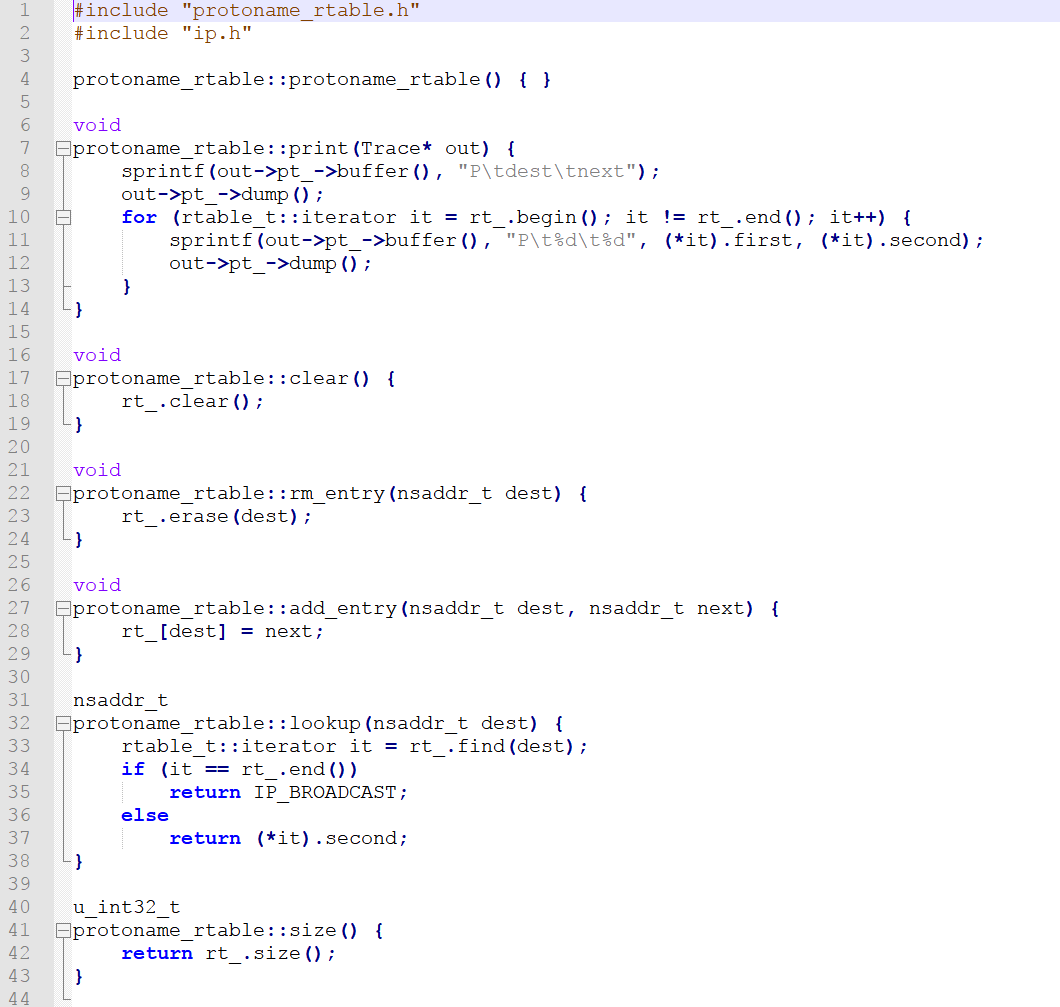 1 #include "protoname_rtable.h"
2 #include "ip.h"
3
4 protoname_rtable::protoname_rtable() { }
5
6 void
7 protoname_rtable::print(Trace* out) {
8     sprintf(out->pt_->buffer(), "P\tdest\tnext");
9     out->pt_->dump();
10     for (rtable_t::iterator it = rt_.begin(); it != rt_.end(); it++) {
11         sprintf(out->pt_->buffer(), "P\t%d\t%d", (*it).first, (*it).second);
12         out->pt_->dump();
13     }
14 }
15
16 void
17 protoname_rtable::clear() {
18     rt_.clear();
19 }
20
21 void
22 protoname_rtable::rm_entry(nsaddr_t dest) {
23     rt_.erase(dest);
24 }
25
26 void
27 protoname_rtable::add_entry(nsaddr_t dest, nsaddr_t next) {
28     rt_[dest] = next;
29 }
30
31 nsaddr_t
32 protoname_rtable::lookup(nsaddr_t dest) {
33     rtable_t::iterator it = rt_.find(dest);
34     if (it == rt_.end())
35         return IP_BROADCAST;
36     else
37         return (*it).second;
38 }
39
40 u_int32_t
41 protoname_rtable::size() {
42     return rt_.size();
43 }
44